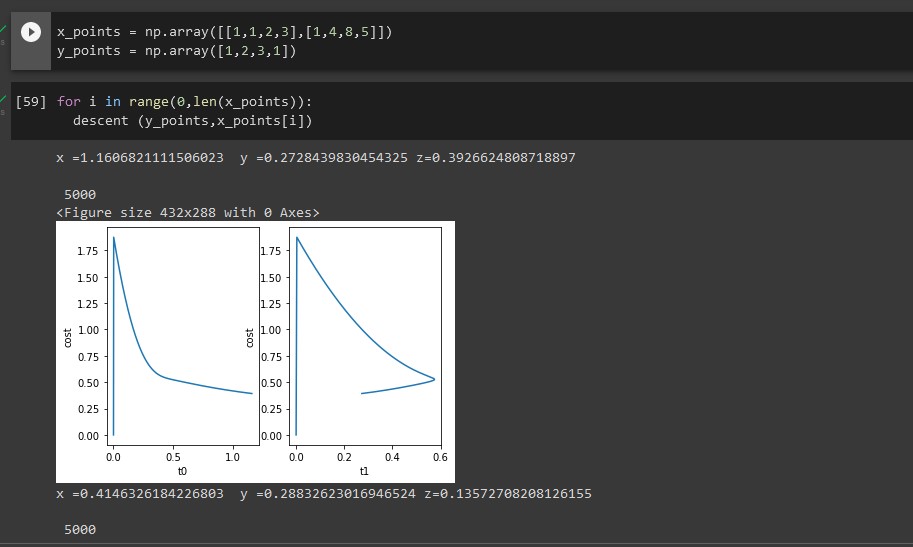 x_points = np.array([[1,1,2,3],[1,4,8,5]])
y_points = np.array([1,2,3,1])
[59] for i in range(0,len(x_points)):
descent (y_points,x_points[i])
x =1.1606821111506023 y =0.2728439830454325 z=0.3926624808718897
5000
<Figure size 432x288 with 0 Axes>
1.75
1.50
1.25
1.00
0.75
0.50
0.25
0.00
cost
0.0 0.5 1.0
t0
1.75
1.50
1.25
1.00
0.75
0.50
0.25
0.00
cost
0.0 0.2 0.4 0.6
t1
x =0.4146326184226803 y =0.28832623016946524 z=0.13572708208126155
5000